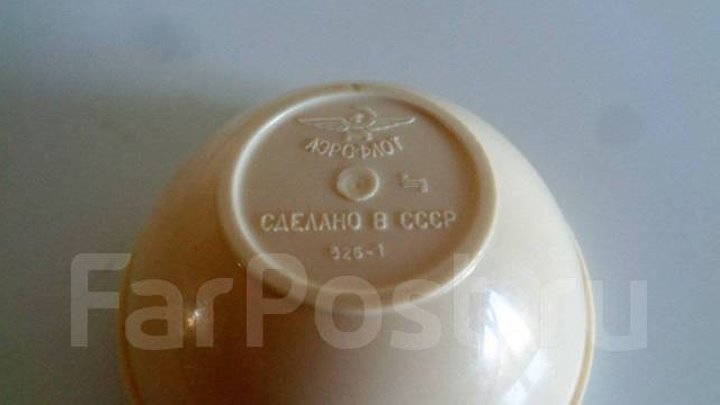 АЭРОФЛОТ
СДЕЛАНО В СССР
326-1
FarPost.ru